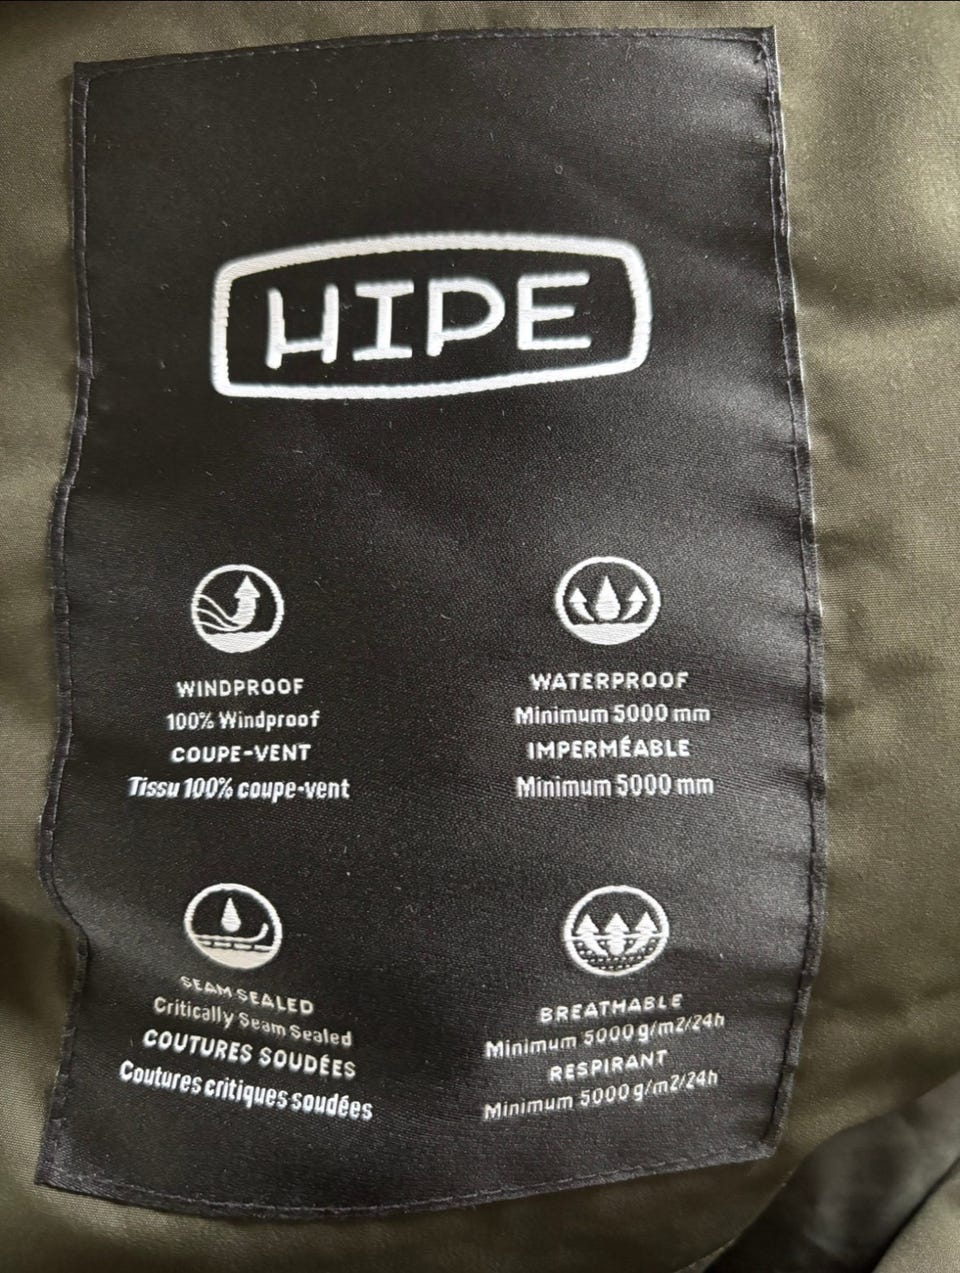 HIPE
WINDPROOF
100% Windproof
COUPE-VENT
Tissu 100% coupe-vent
WATERPROOF
Minimum 5000 mm
IMPERMÉABLE
Minimum 5000 mm
SEAM SEALED
Critically Seam Sealed
COUTURES SOUDÉES
Coutures critiques soudées
BREATHABLE
Minimum 5000 g/m2/24h
RESPIRANT
Minimum 5000 g/m2/24h